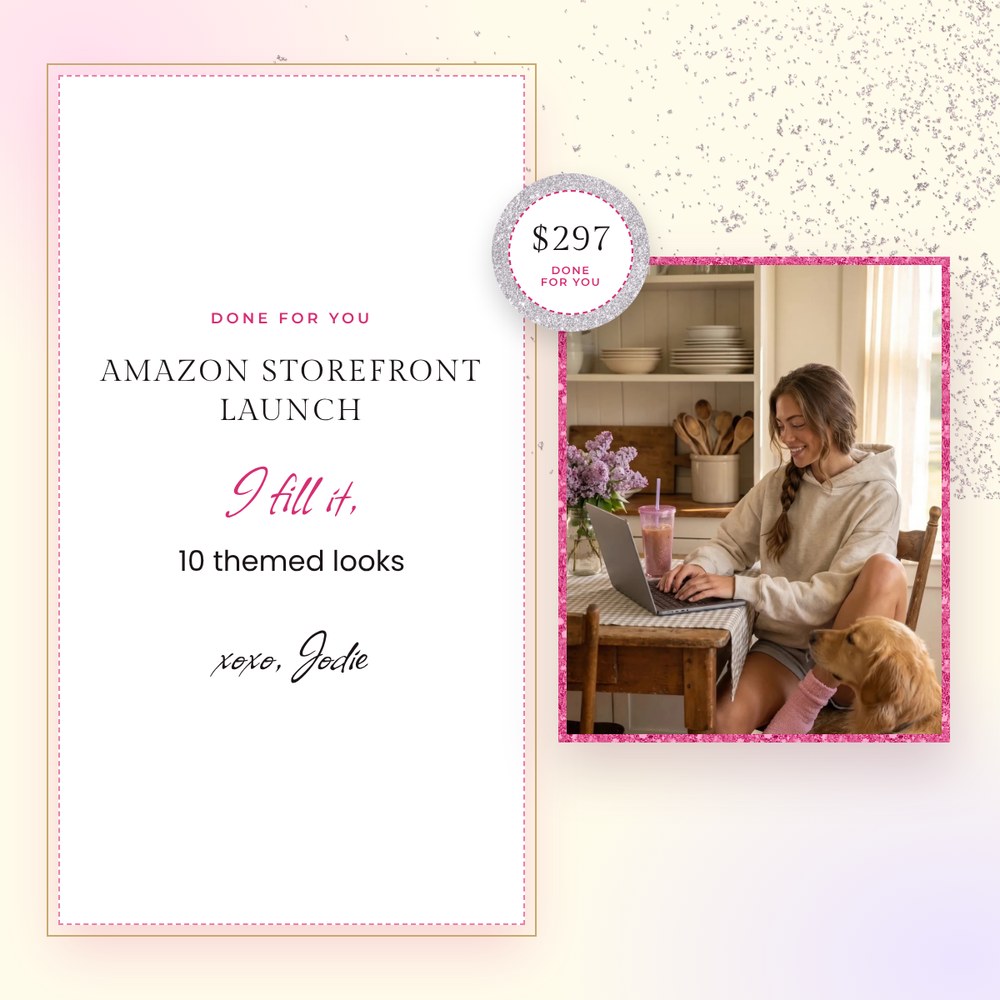 $297
DONE
FOR YOU
DONE FOR YOU
AMAZON STOREFRONT
LAUNCH
I fill it,
10 themed looks
xoxo, Jodie